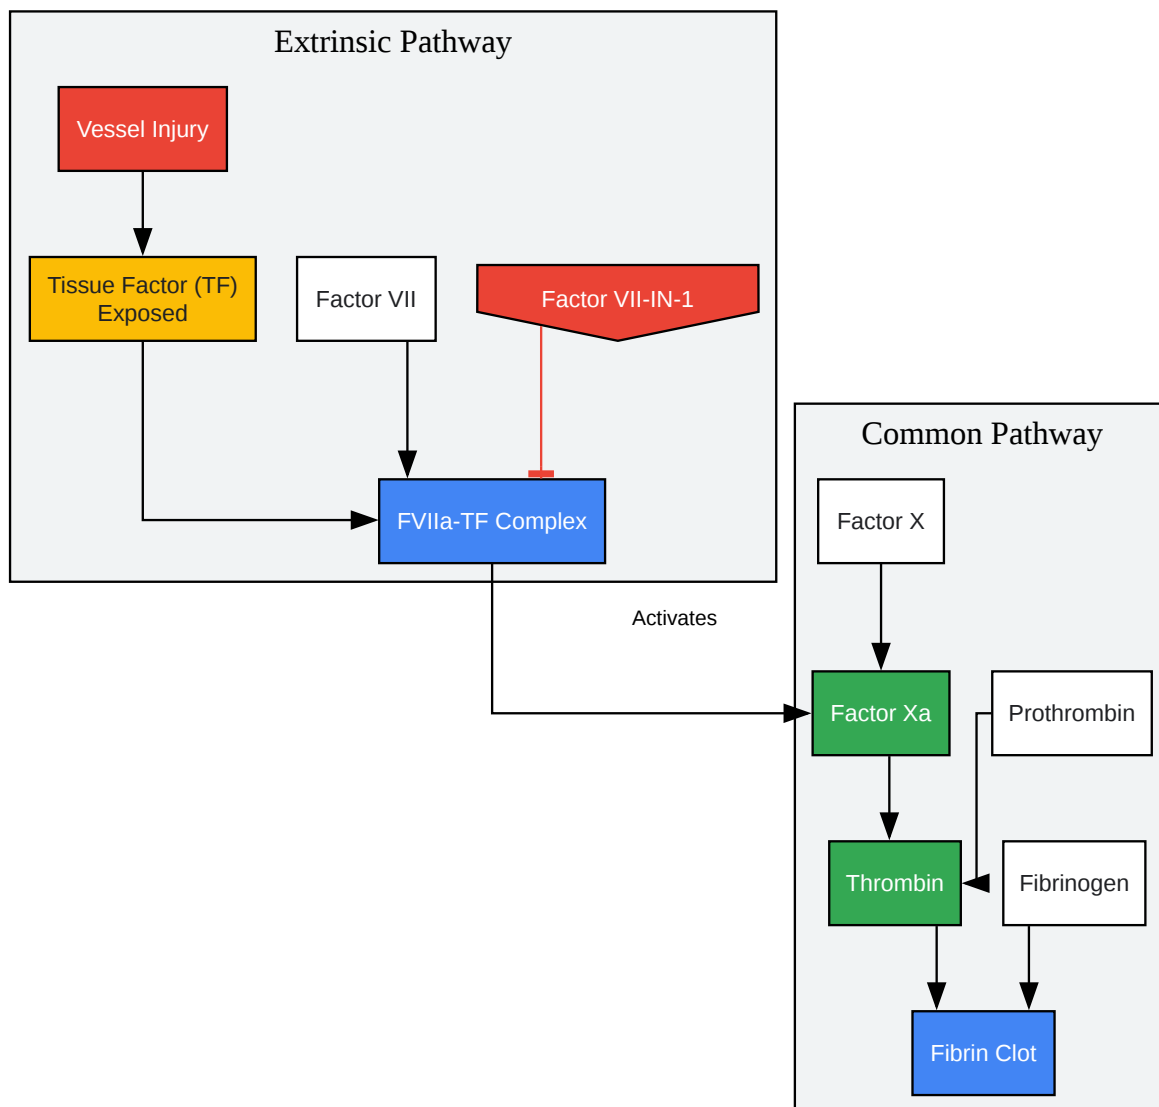 Extrinsic Pathway
Vessel Injury
Tissue Factor (TF)
Exposed
Factor VII
Factor VII-IN-1
FVIIa-TF Complex
Activates
Common Pathway
Factor X
Factor Xa
Prothrombin
Thrombin
Fibrinogen
Fibrin Clot